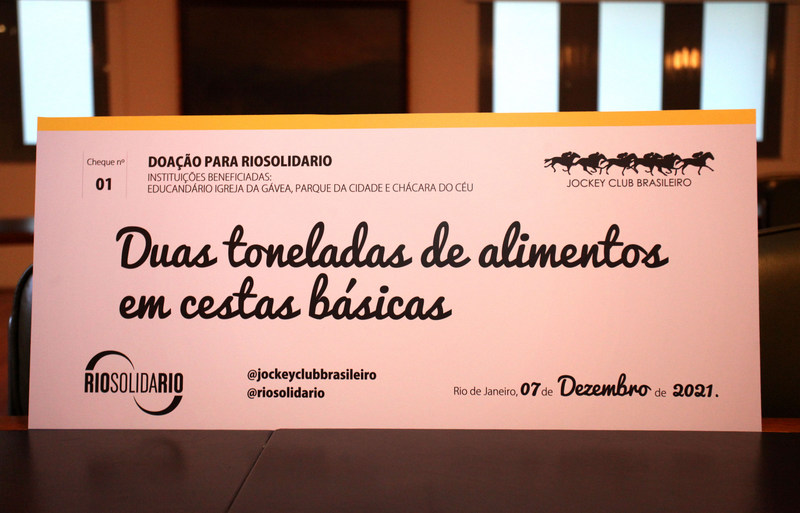 Cheque nº
01
DOAÇÃO PARA RIOSOLIDARIO
INSTITUIÇÕES BENEFICIADAS:
EDUCANDÁRIO IGREJA DA GÁVEA, PARQUE DA CIDADE E CHÁCARA DO CÉU
JOCKEY CLUB BRASILEIRO
Duas toneladas de alimentos
em cestas básicas
RIOSOLIDARIO
@jockeyclubbrasileiro
@riosolidario
Rio de Janeiro, 07 de Dezembro de 2021.